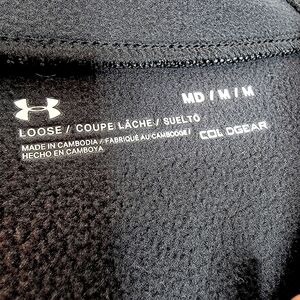 MD / M / M
LOOSE / COUPE LÂCHE / SUELTO
MADE IN CAMBODIA / FABRIQUÉ AU CAMBODGE /
HECHO EN CAMBOYA
COLDGEAR